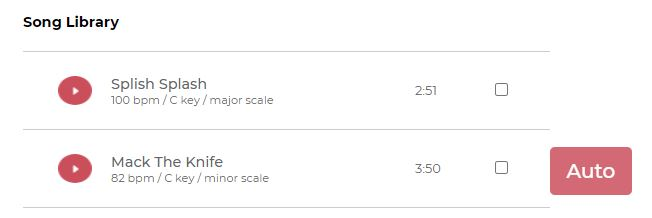 Song Library
Splish Splash
2:51
100 bpm / C key / major scale
Mack The Knife
3:50
82 bpm / C key / minor scale
Auto